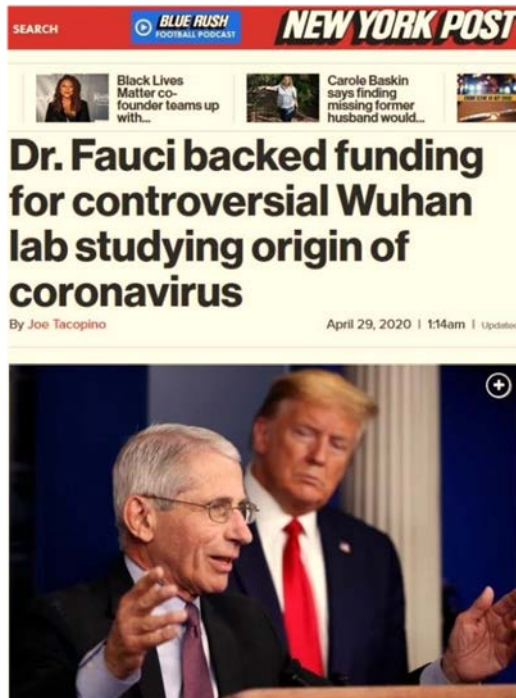 SEARCH
BLUE RUSH
FOOTBALL PODCAST
NEW YORK POST
Black Lives
Matter co-
founder teams up
with...
Carole Baskin
says finding
missing former
husband would...
Dr. Fauci backed funding
for controversial Wuhan
lab studying origin of
coronavirus
By Joe Tacopino
April 29, 2020 | 1:14am | Updated